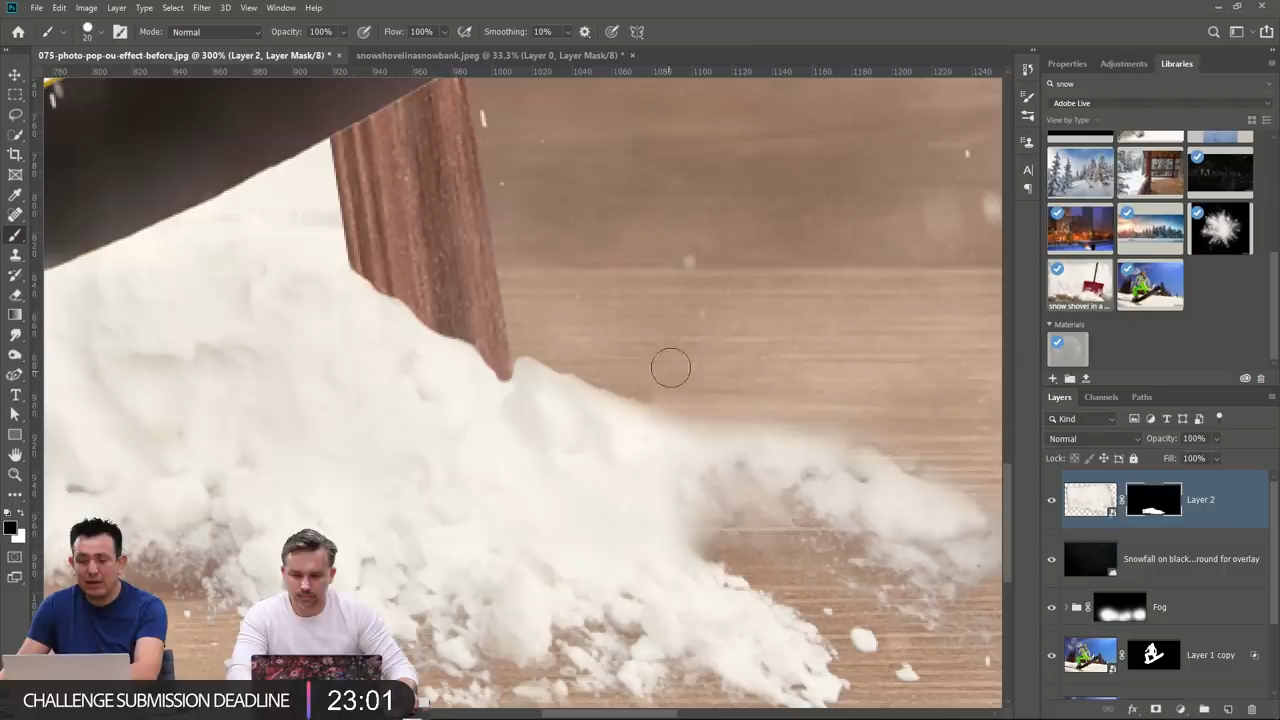 File Edit Image Layer Type Select Filter 3D View Window Help
20 Mode: Normal Opacity: 100% Flow: 100% Smoothing: 10%
075-photo-pop-ou-effect-before.jpg @ 300% (Layer 2, Layer Mask/8) * × snowshovelinasnowbank.jpeg @ 33.3% (Layer 0, Layer Mask/8) * ×
780 800 820 840 860 880 900 920 940 960 980 1000 1020 1040 1060 1080 1100 1120 1140 1160 1180 1200 1220 1240
Properties Adjustments Libraries
snow
Adobe Live
View by Type
snow shovel in a ...
Materials
Layers Channels Paths
Kind
Normal Opacity: 100%
Lock: Fill: 100%
Layer 2
Snowfall on black...round for overlay
Fog
Layer 1 copy
CHALLENGE SUBMISSION DEADLINE 23:01